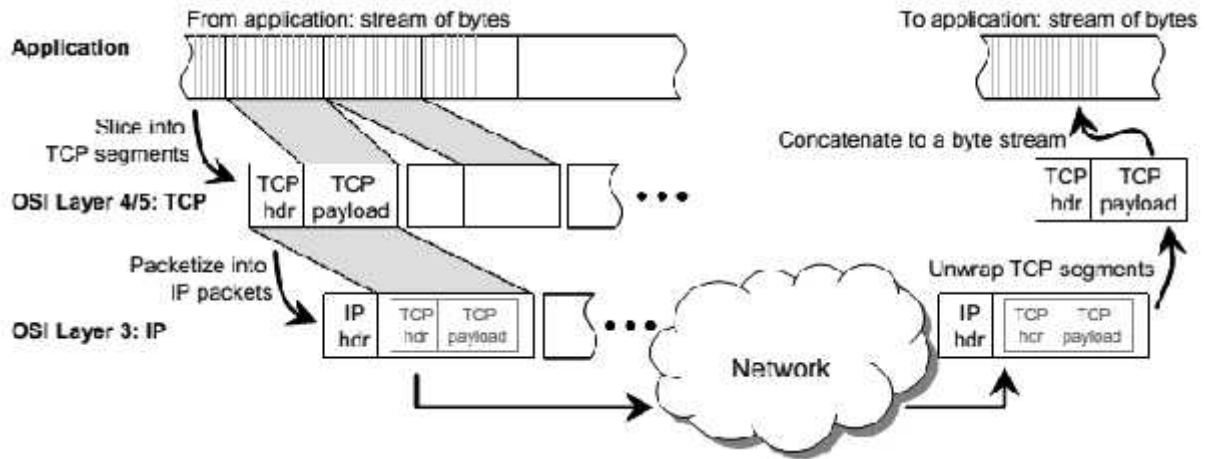 From application: stream of bytes
To application: stream of bytes
Application
Slice into
TCP segments
Concatenate to a byte stream
TCP
hdr
TCP
payload
TCP
hdr
TCP
payload
OSI Layer 4/5: TCP
Packetize into
IP packets
Unwrap TCP segments
IP
hdr
TCP
hdr
TCP
payload
IP
hdr
TCP
hdr
TCP
payload
OSI Layer 3: IP
Network